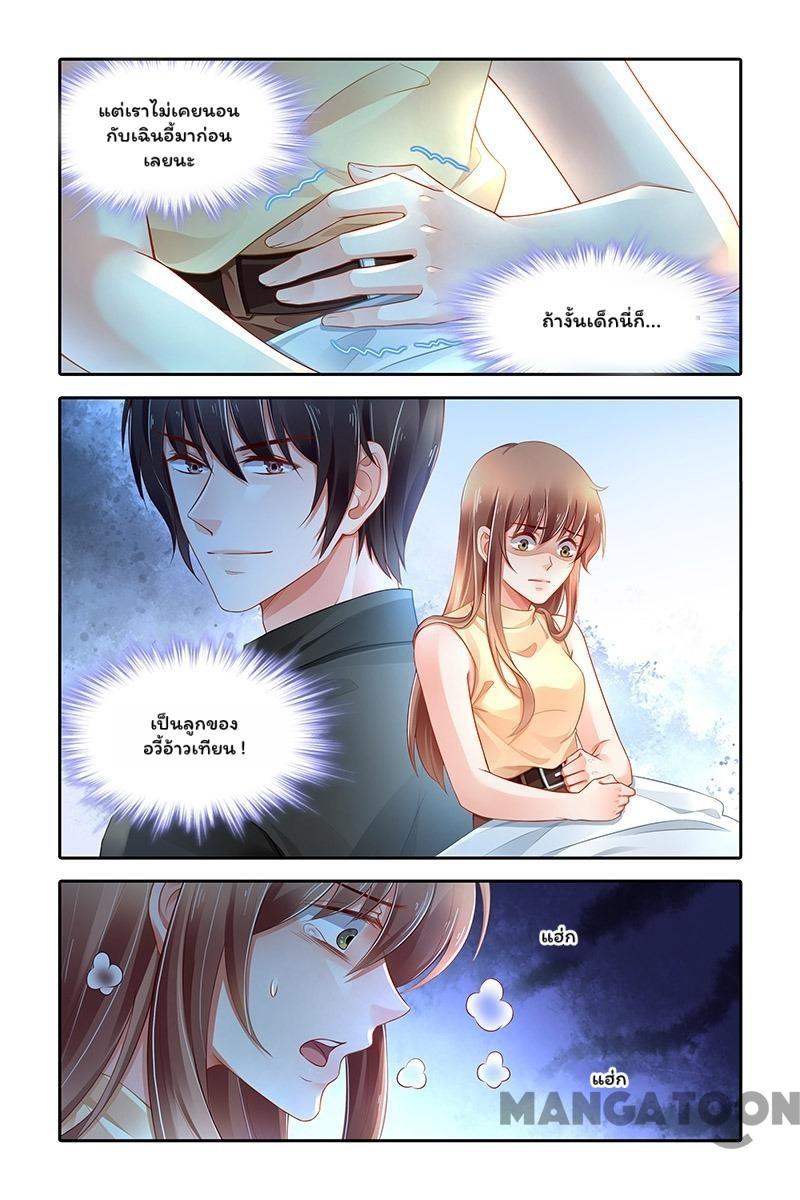 แต่เราไม่เคยนอน
กับเฉินอี้มาก่อน
เลยนะ
ถ้างั้นเด็กนี่ก็...
เป็นลูกของ
อวี้อ้าวเทียน !
แฮ่ก
แฮ่ก
MANGATOON